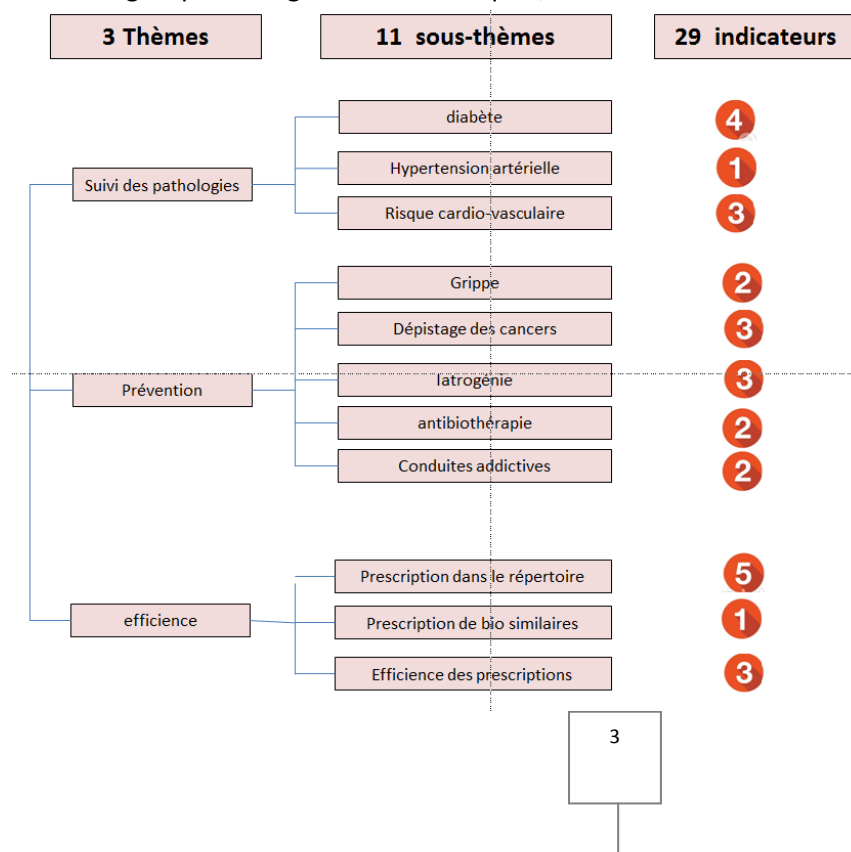 3 Thèmes
11 sous-thèmes
29 indicateurs
Suivi des pathologies
diabète
4
Hypertension artérielle
1
Risque cardio-vasculaire
3
Prévention
Grippe
2
Dépistage des cancers
3
Iatrogénie
3
antibiothérapie
2
Conduites addictives
2
efficience
Prescription dans le répertoire
5
Prescription de bio similaires
1
Efficience des prescriptions
3
3